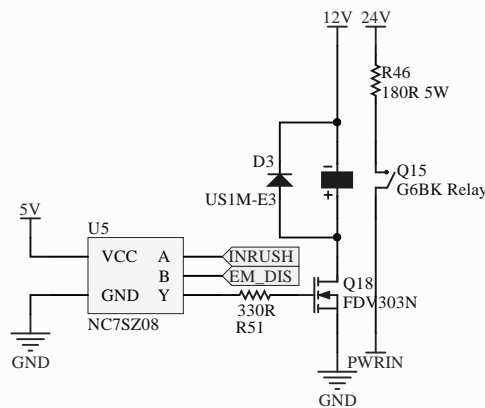 12V 24V
R46
180R 5W
D3
-
+
US1M-E3
Q15
G6BK Relay
5V
U5
VCC A INRUSH
B EM_DIS
GND Y
NC7SZ08
330R
R51
Q18
FDV303N
GND
GND
PWRIN